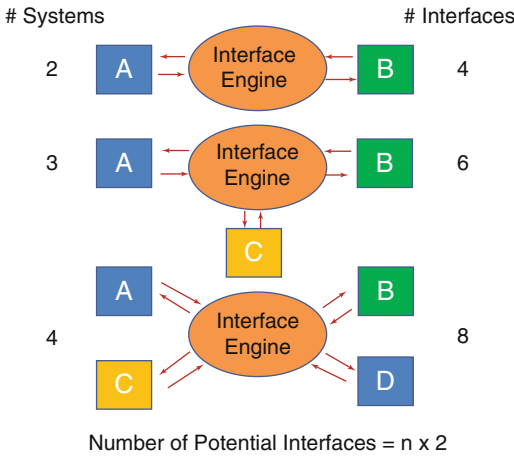 # Systems # Interfaces
2 A Interface Engine B 4
3 A Interface Engine B 6
C
A B
4 Interface Engine 8
C D
Number of Potential Interfaces = n x 2